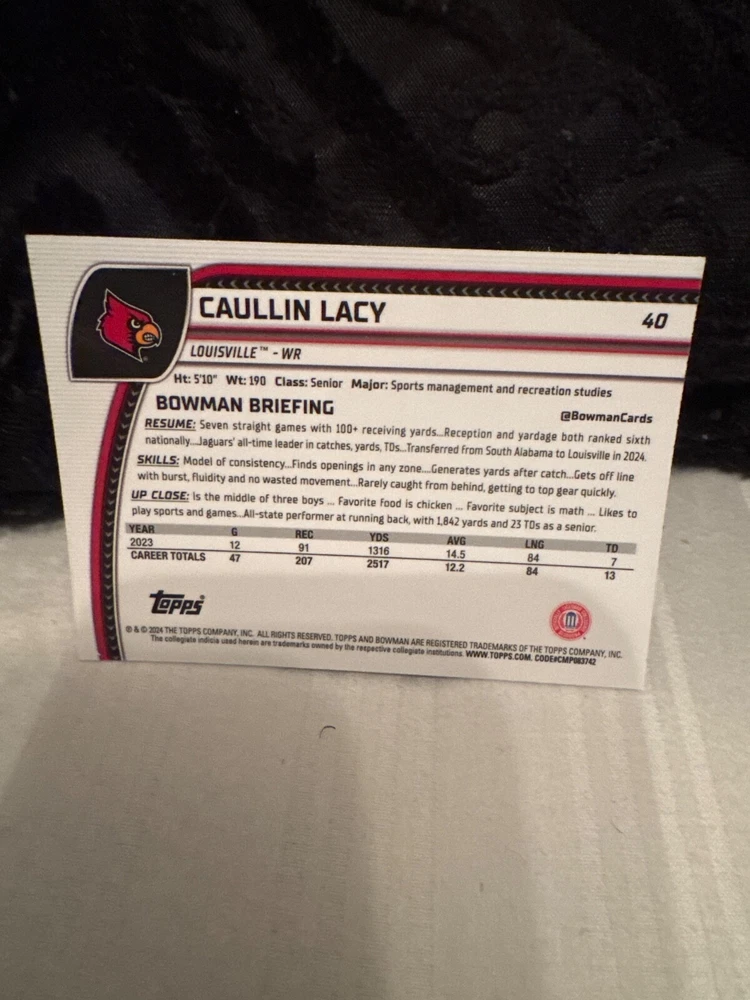 CAULLIN LACY
40
LOUISVILLE™ - WR
Ht: 5'10" Wt: 190 Class: Senior Major: Sports management and recreation studies
BOWMAN BRIEFING
@BowmanCards
RESUME: Seven straight games with 100+ receiving yards...Reception and yardage both ranked sixth
nationally...Jaguars' all-time leader in catches, yards, TDs...Transferred from South Alabama to Louisville in 2024.
SKILLS: Model of consistency...Finds openings in any zone...Generates yards after catch...Gets off line
with burst, fluidity and no wasted movement...Rarely caught from behind, getting to top gear quickly.
UP CLOSE: Is the middle of three boys ... Favorite food is chicken ... Favorite subject is math ... Likes to
play sports and games...All-state performer at running back, with 1,842 yards and 23 TDs as a senior.
YEAR G REC YDS AVG LNG TD
2023 12 91 1316 14.5 84 7
CAREER TOTALS 47 207 2517 12.2 84 13
Topps®
® & © 2024 THE TOPPS COMPANY, INC. ALL RIGHTS RESERVED. TOPPS AND BOWMAN ARE REGISTERED TRADEMARKS OF THE TOPPS COMPANY, INC.
The collegiate indicia used herein are trademarks owned by the respective collegiate institutions. WWW.TOPPS.COM. CODE#CMP083742